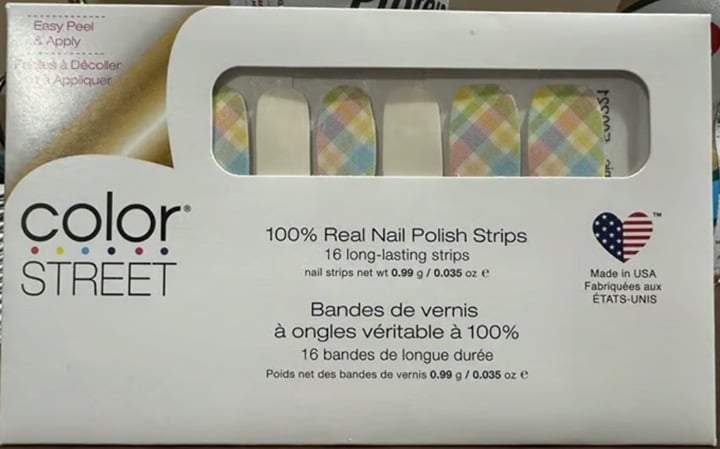 Easy Peel
& Apply
Faciles à Décoller
et à Appliquer
color®
STREET
100% Real Nail Polish Strips
16 long-lasting strips
nail strips net wt 0.99 g / 0.035 oz ℮
Bandes de vernis
à ongles véritable à 100%
16 bandes de longue durée
Poids net des bandes de vernis 0.99 g / 0.035 oz ℮
™
Made in USA
Fabriquées aux
ÉTATS-UNIS